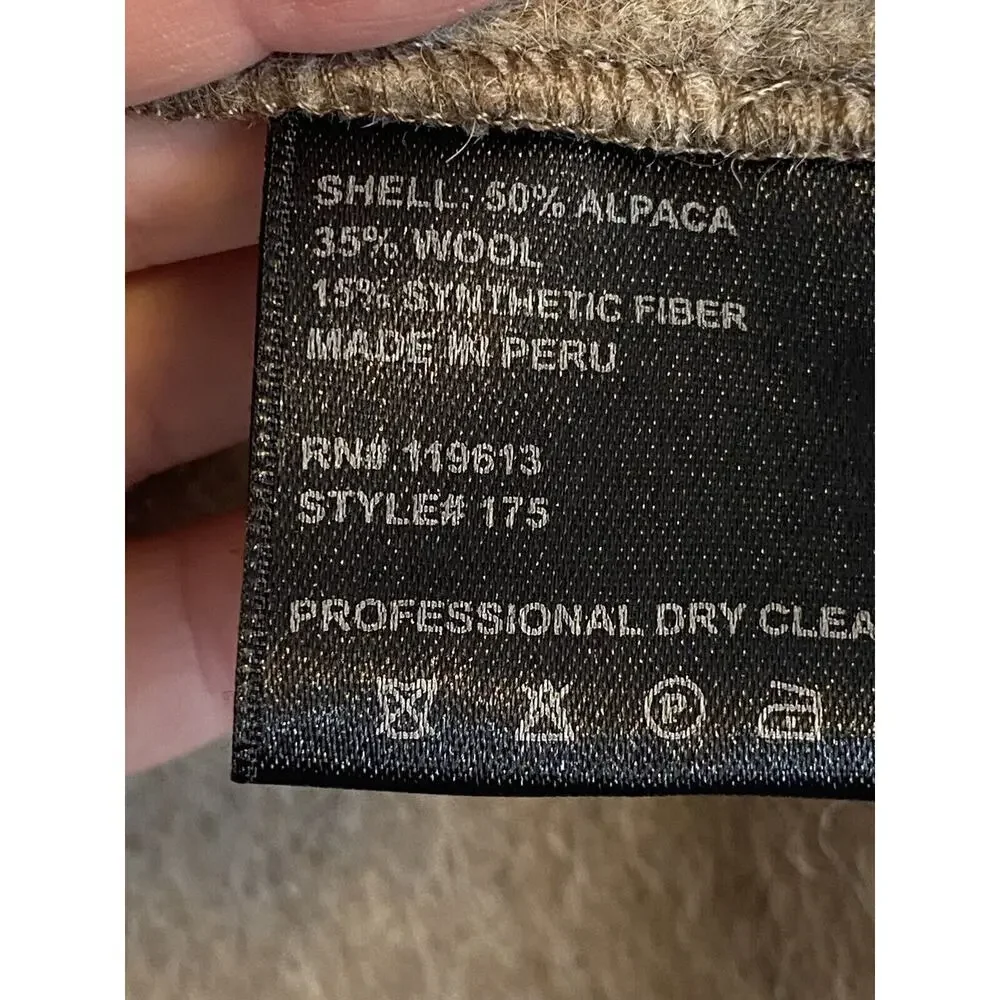 SHELL: 50% ALPACA
35% WOOL
15% SYNTHETIC FIBER
MADE IN PERU
RN# 119613
STYLE# 175
PROFESSIONAL DRY CLEA
P